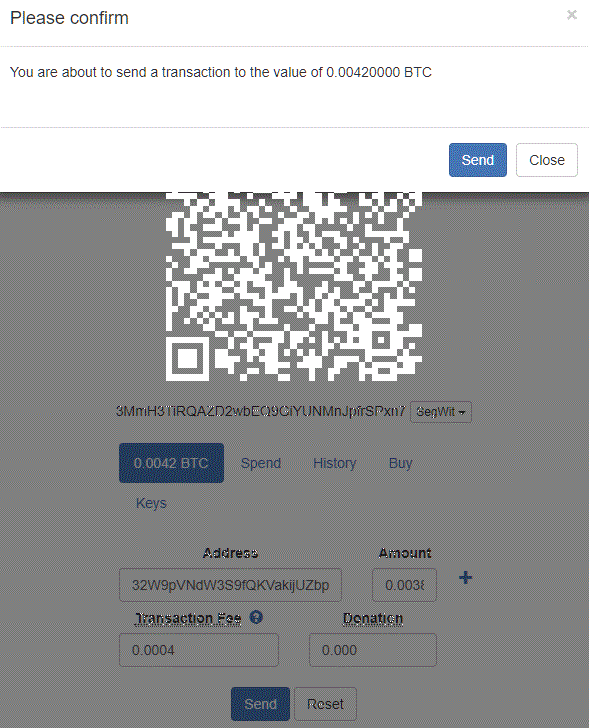 Please confirm
×
You are about to send a transaction to the value of 0.00420000 BTC
Send Close
SegWit
0.0042 BTC Spend History Buy
Keys
Address Amount
32W9pVNdW3S9fQKVakijUZbp 0.0038 +
Transaction Fee ? Donation
0.0004 0.000
Send Reset